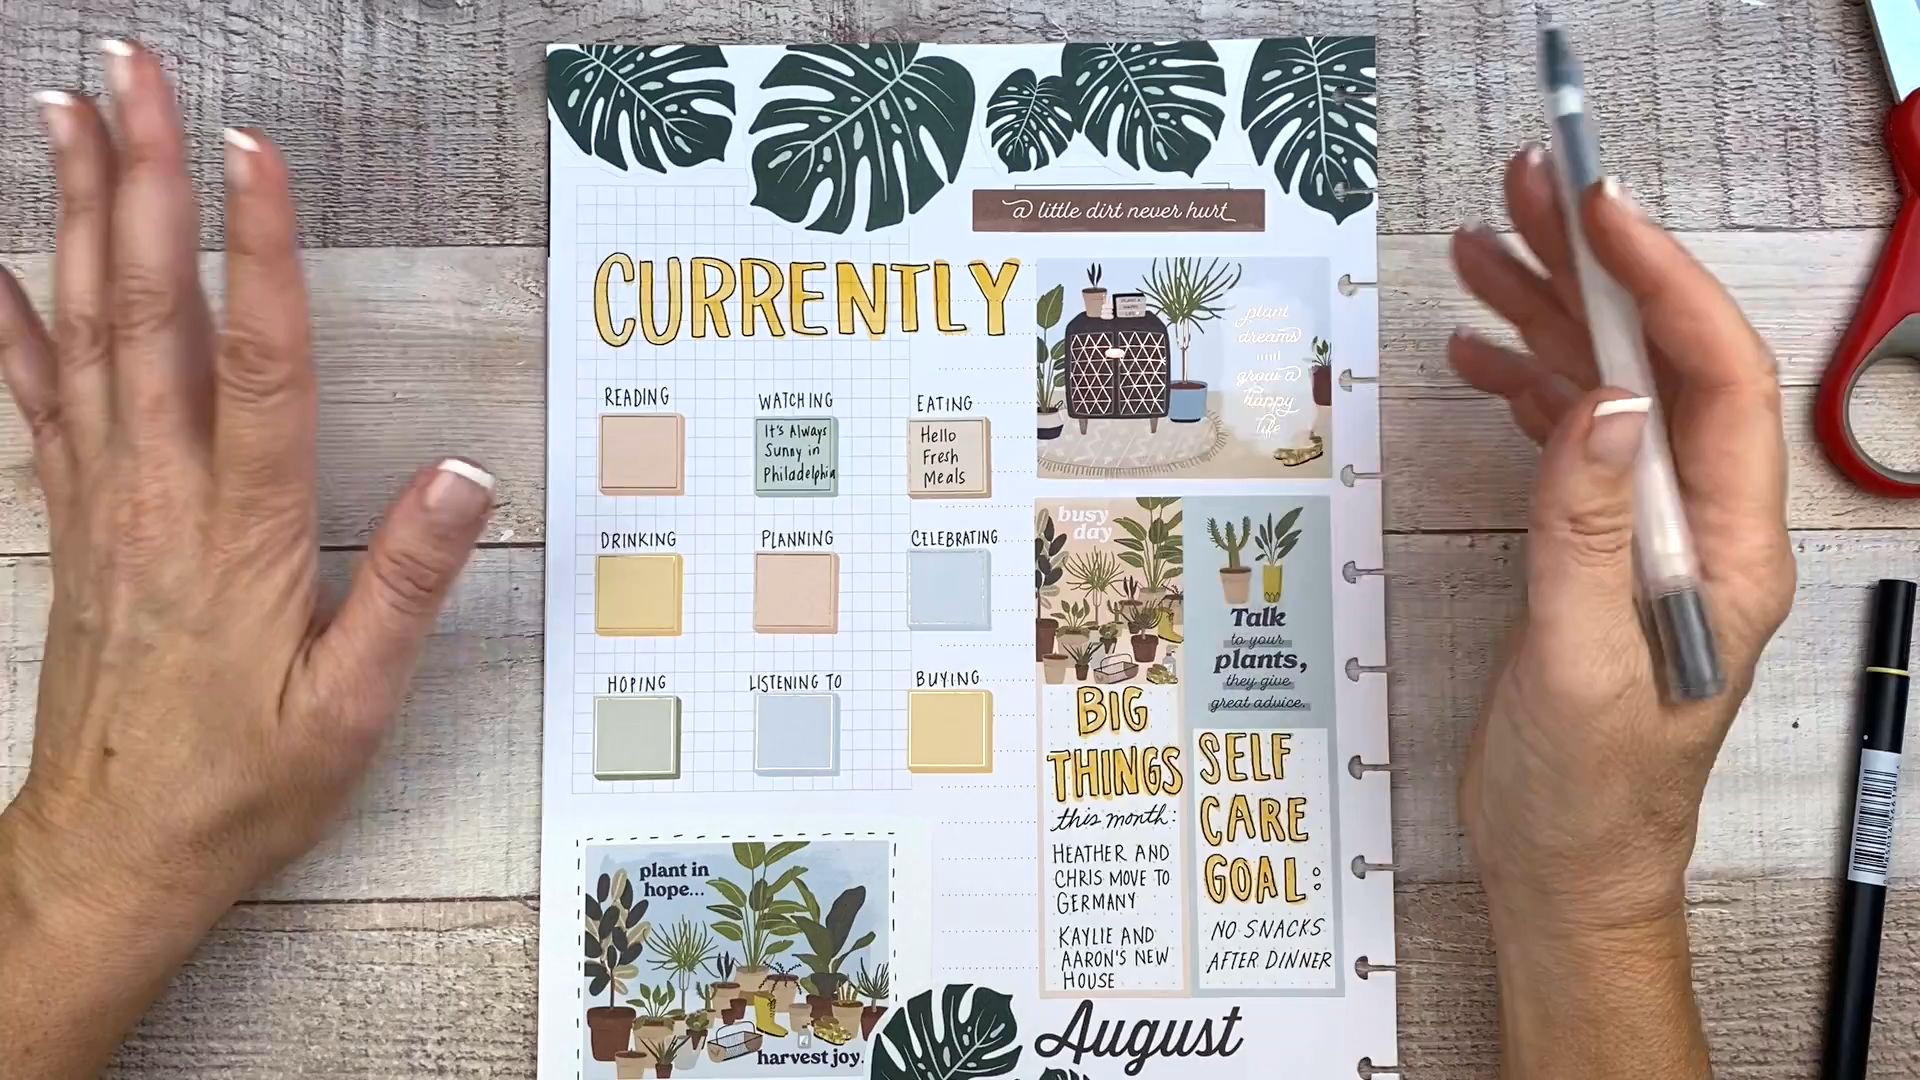 a little dirt never hurt
CURRENTLY
plant
dreams
and
grow a
happy
life
READING
WATCHING
It's Always
Sunny in
Philadelphia
EATING
Hello
Fresh
Meals
DRINKING
PLANNING
CELEBRATING
HOPING
LISTENING TO
BUYING
busy
day
BIG
THINGS
this month:
HEATHER AND
CHRIS MOVE TO
GERMANY
KAYLIE AND
AARON'S NEW
HOUSE
Talk
to your
plants,
they give
great advice.
SELF
CARE
GOAL:
NO SNACKS
AFTER DINNER
plant in
hope...
harvest joy.
August